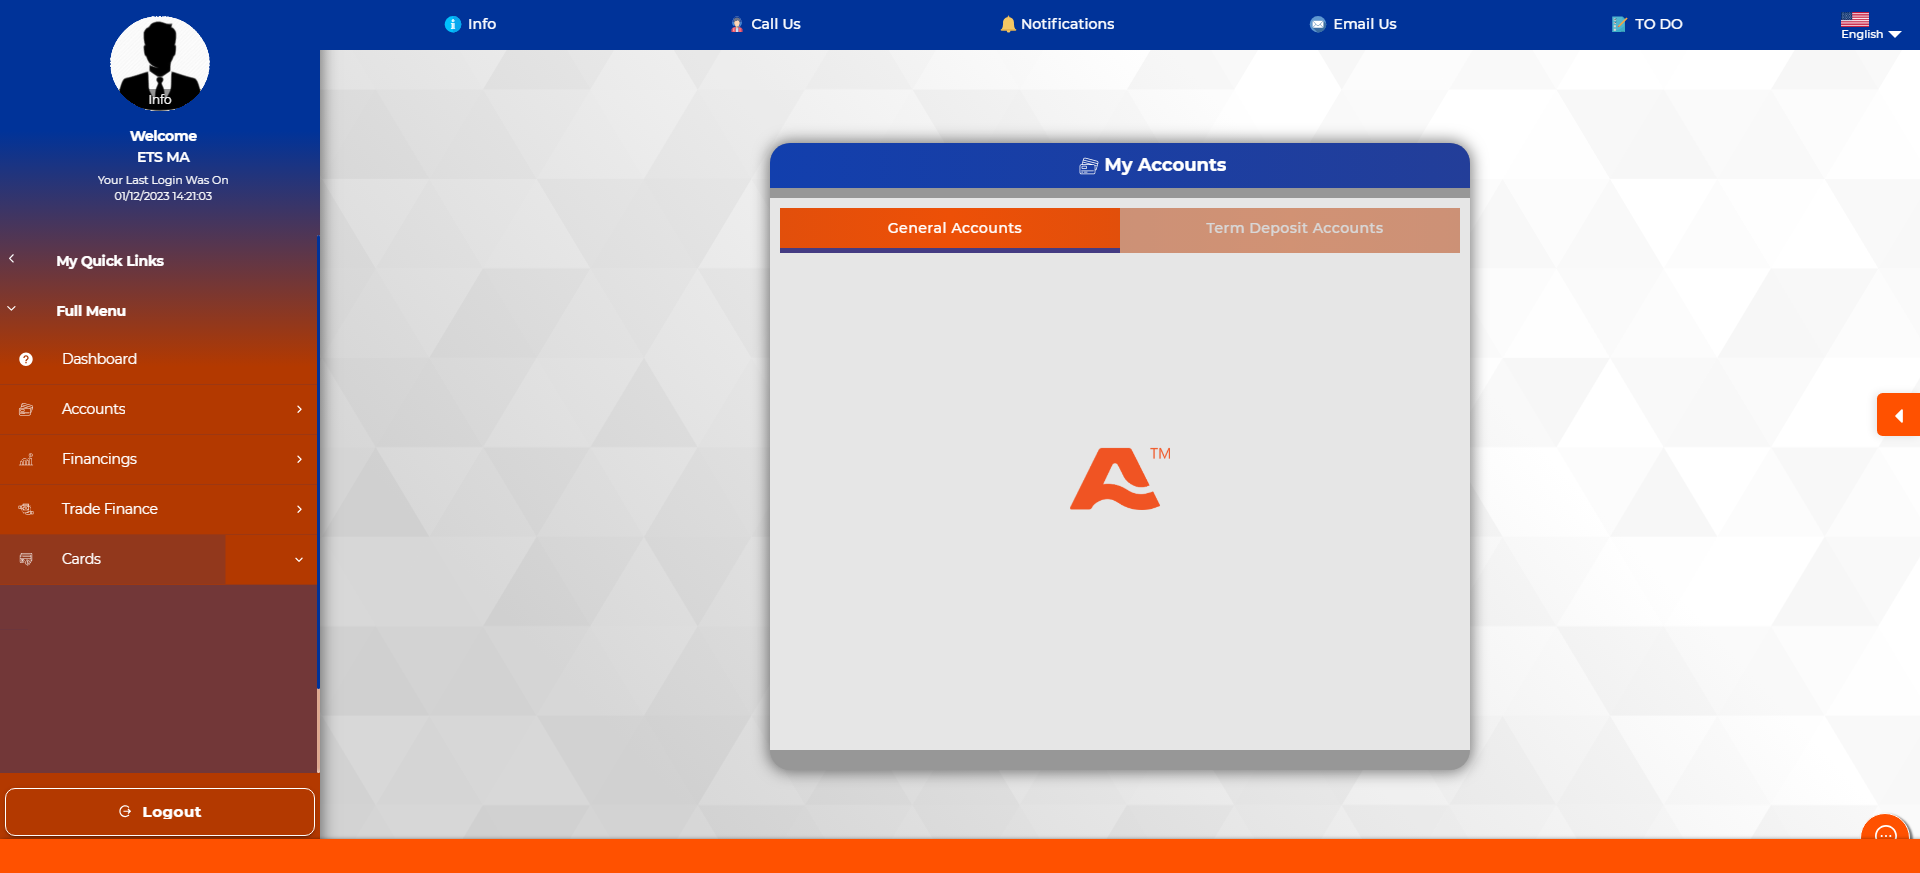 Info
Call Us
Notifications
Email Us
TO DO
English
Info
Welcome
ETS MA
Your Last Login Was On
01/12/2023 14:21:03
My Quick Links
Full Menu
Dashboard
Accounts
Financings
Trade Finance
Cards
Logout
My Accounts
General Accounts
Term Deposit Accounts
TM